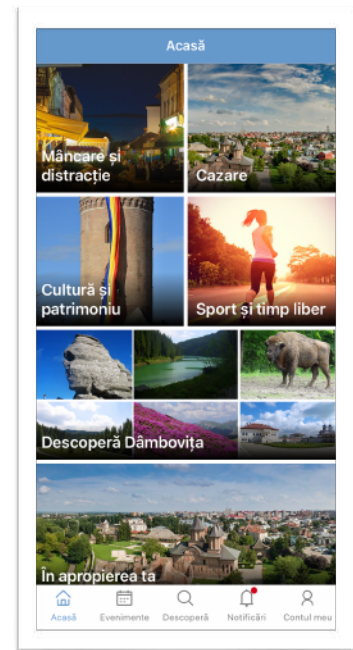 Acasă
Mâncare și
distracție
Cazare
Cultură și
patrimoniu
Sport și timp liber
Descoperă Dâmbovița
În apropierea ta
Acasă
Evenimente
Descoperă
Notificări
Contul meu